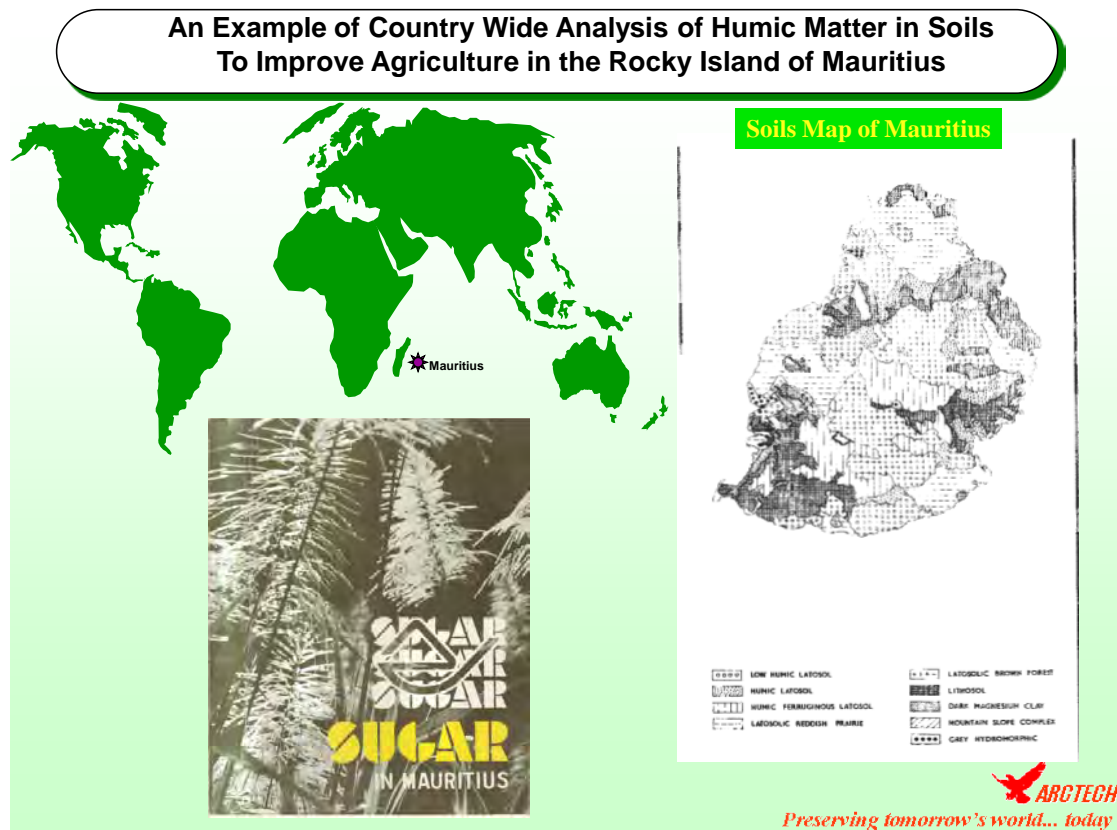 An Example of Country Wide Analysis of Humic Matter in Soils
To Improve Agriculture in the Rocky Island of Mauritius
Soils Map of Mauritius
Mauritius
SUGAR
SUGAR
SUGAR
SUGAR
IN MAURITIUS
LOW HUMIC LATOSOL
HUMIC LATOSOL
HUMIC FERRUGINOUS LATOSOL
LATOSOLIC REDDISH PRAIRIE
LATOSOLIC BROWN FOREST
LITHOSOL
DARK MAGNESIUM CLAY
MOUNTAIN SLOPE COMPLEX
GREY HYDROMORPHIC
ARCTECH
Preserving tomorrow's world... today